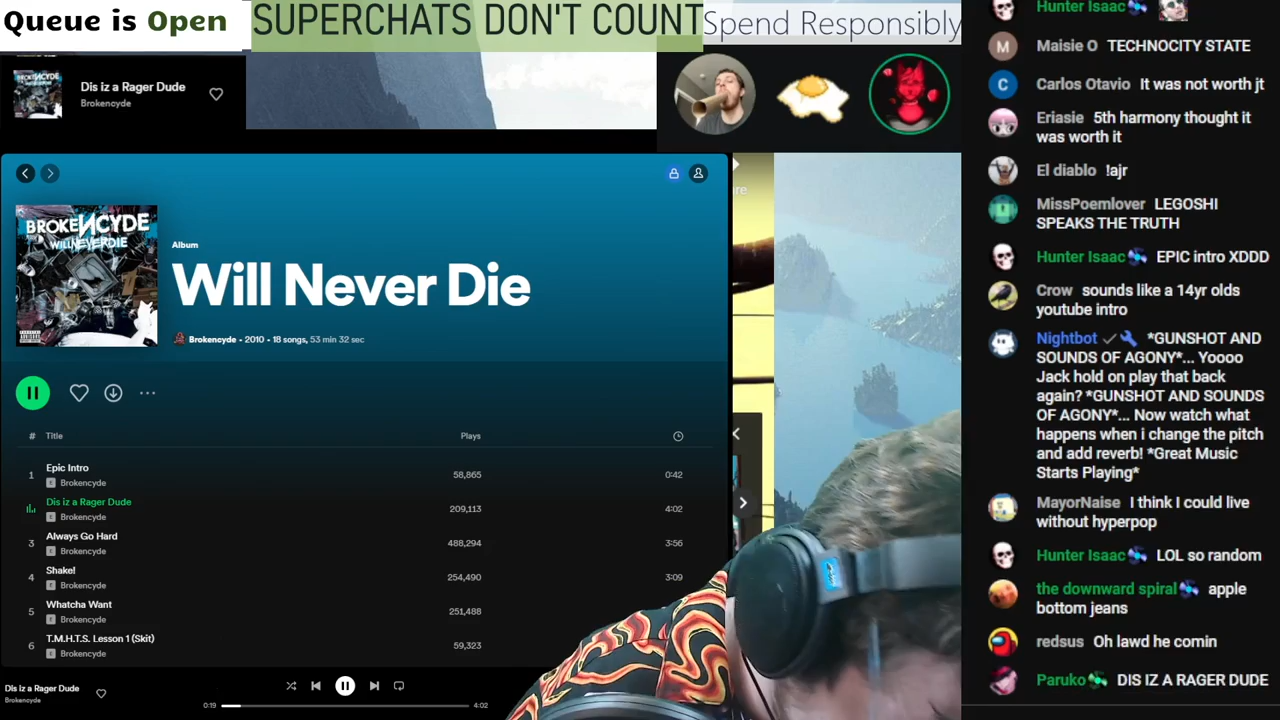 Queue is Open
SUPERCHATS DON'T COUNT
Spend Responsibly
Dis iz a Rager Dude
Brokencyde
BROKENCYDE
WILL NEVER DIE
Album
Will Never Die
Brokencyde • 2010 • 18 songs, 53 min 32 sec
# Title Plays
1 Epic Intro 58,865 0:42
E Brokencyde
Dis iz a Rager Dude 209,113 4:02
E Brokencyde
3 Always Go Hard 488,294 3:56
E Brokencyde
4 Shake! 254,490 3:09
E Brokencyde
5 Whatcha Want 251,488
E Brokencyde
6 T.M.H.T.S. Lesson 1 (Skit) 59,323
E Brokencyde
Dis iz a Rager Dude
Brokencyde
0:19 4:02
Hunter Isaac
Maisie O TECHNOCITY STATE
Carlos Otavio It was not worth jt
Eriasie 5th harmony thought it
was worth it
El diablo !ajr
MissPoemlover LEGOSHI
SPEAKS THE TRUTH
Hunter Isaac EPIC intro XDDD
Crow sounds like a 14yr olds
youtube intro
Nightbot *GUNSHOT AND
SOUNDS OF AGONY*... Yoooo
Jack hold on play that back
again? *GUNSHOT AND SOUNDS
OF AGONY*... Now watch what
happens when i change the pitch
and add reverb! *Great Music
Starts Playing*
MayorNaise I think I could live
without hyperpop
Hunter Isaac LOL so random
the downward spiral apple
bottom jeans
redsus Oh lawd he comin
Paruko DIS IZ A RAGER DUDE